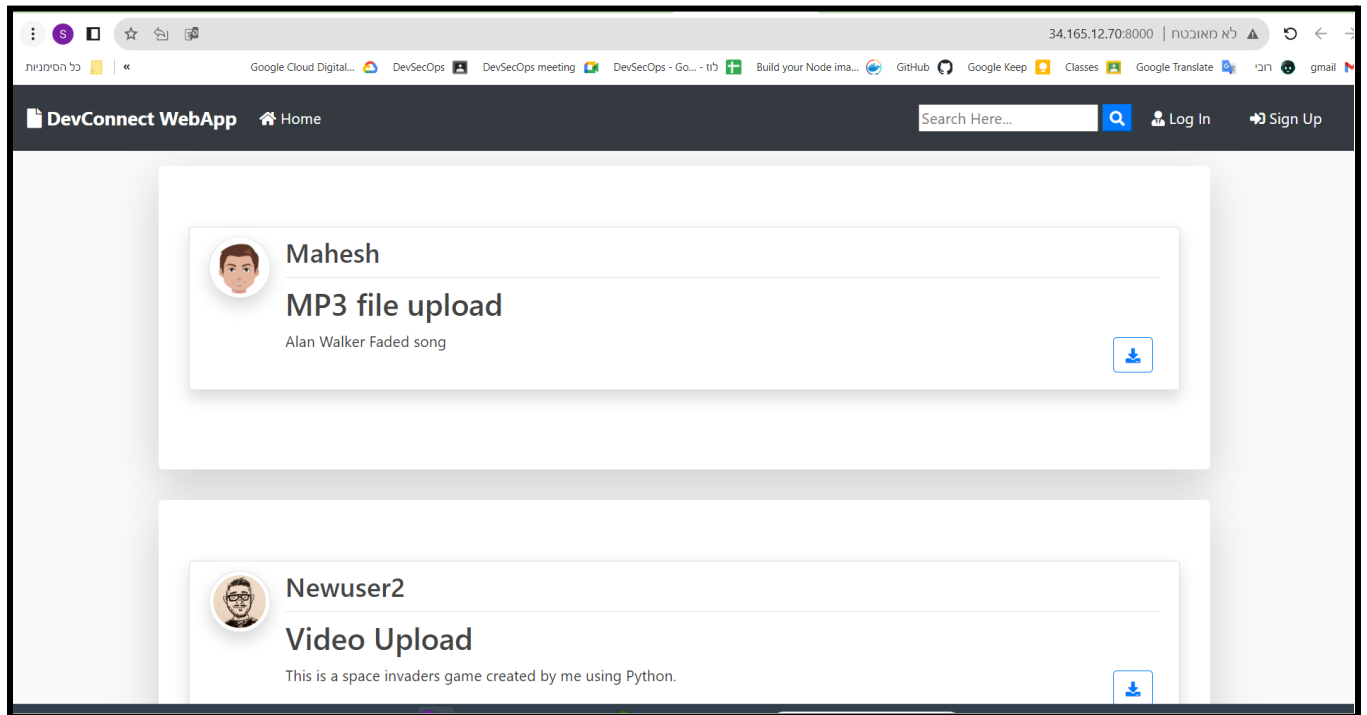 S
34.165.12.70:8000 | לא מאובטח
כל הסימניות
»
Google Cloud Digital...
DevSecOps
DevSecOps meeting
DevSecOps - Go... - לוז
Build your Node ima...
GitHub
Google Keep
Classes
Google Translate
רובי
gmail
DevConnect WebApp
Home
Search Here...
Log In
Sign Up
Mahesh
MP3 file upload
Alan Walker Faded song
Newuser2
Video Upload
This is a space invaders game created by me using Python.